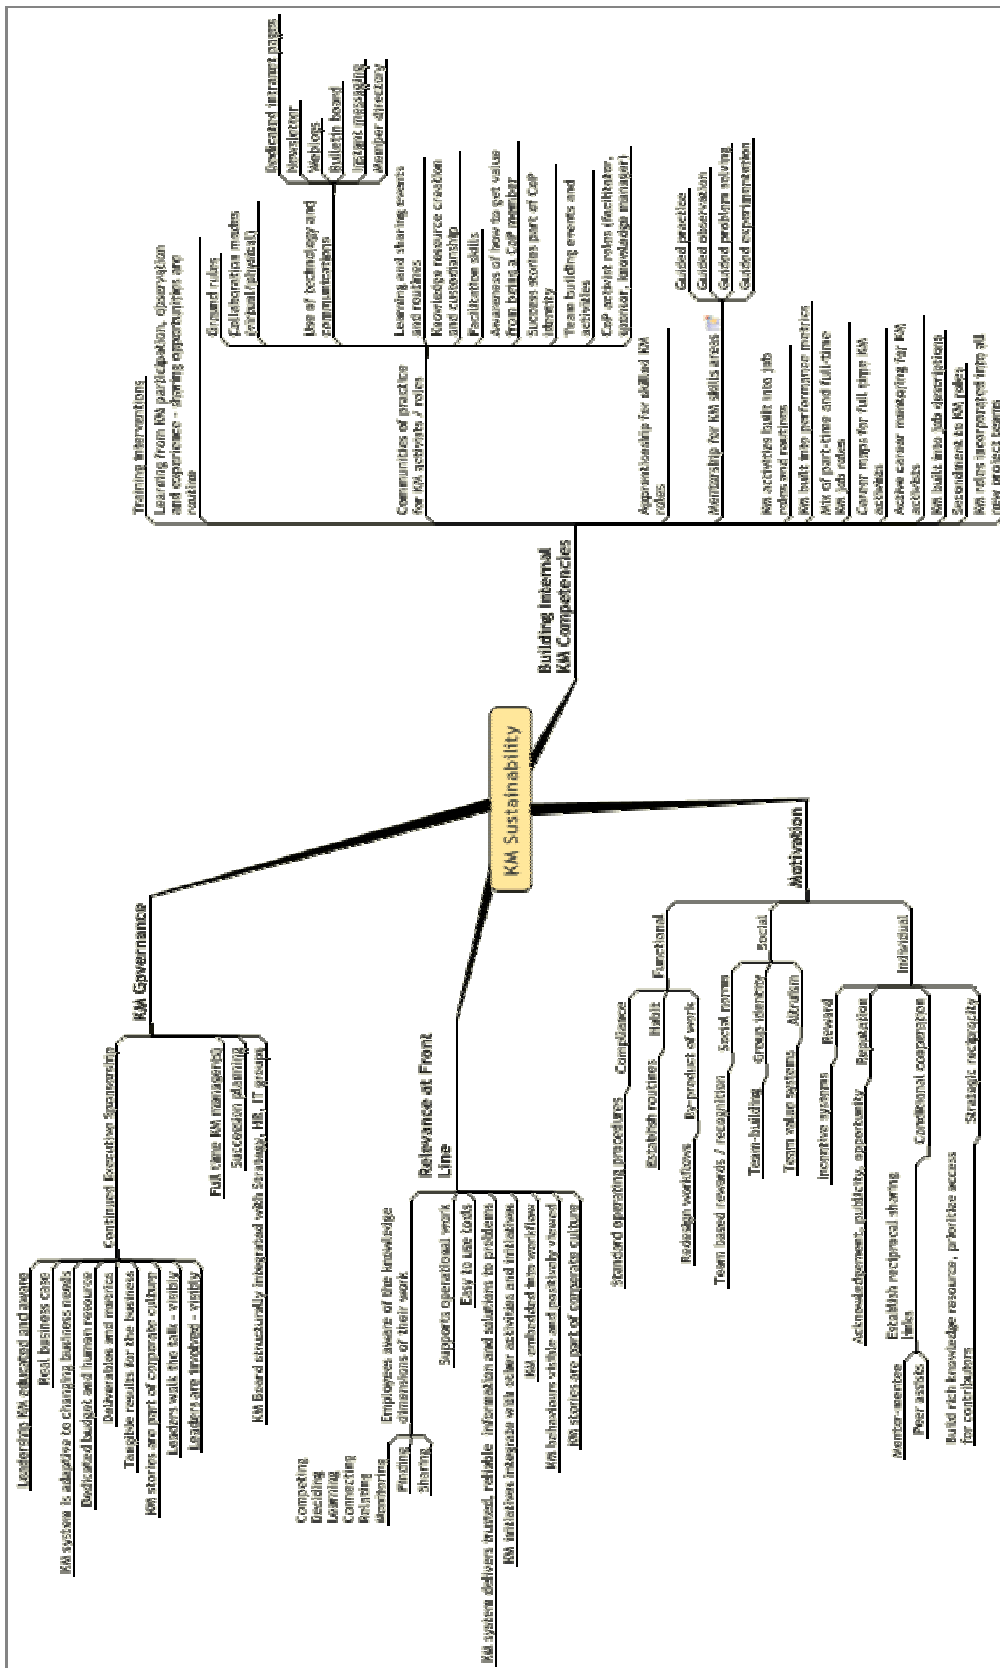 KM Sustainability
KM Governance
Continued Executive Sponsorship
Leadership KM educated and aware
Real business case
KM system is adaptive to changing business needs
Dedicated budget and human resource
Deliverables and metrics
Tangible results for the business
KM stories are part of corporate culture
Leaders walk the talk - visibly
Leaders are involved - visibly
Full time KM manager(s)
Succession planning
KM Board structurally integrated with Strategy, HR, IT groups
Relevance at Front
Line
Employees aware of the knowledge
dimensions of their work
Competing
Deciding
Learning
Connecting
Relating
Monitoring
Finding
Sharing
Supports operational work
Easy to use tools
KM system delivers trusted, reliable information and solutions to problems
KM initiatives integrate with other activities and initiatives
KM embedded into workflow
KM behaviours visible and positively viewed
KM stories are part of corporate culture
Building Internal
KM Competencies
Training interventions
Learning from KM participation, observation
and experience - sharing opportunities are
routine
Communities of practice
for KM activists / roles
Ground rules
Collaboration modes
(virtual/physical)
Use of technology and
communications
Dedicated intranet pages
Newsletter
Weblogs
Bulletin board
Instant messaging
Member directory
Learning and sharing events
and routines
Knowledge resource creation
and custodianship
Facilitation skills
Awareness of how to get value
from being a CoP member
Success stories part of CoP
identity
Team building events and
activities
CoP activist roles (facilitator,
sponsor, knowledge manager)
Apprenticeship for skilled KM
roles
Mentorship for KM skills areas
Guided practice
Guided observation
Guided problem solving
Guided experimentation
KM activities built into job
roles and routines
KM built into performance metrics
Mix of part-time and full-time
KM job roles
Career maps for full time KM
activists
Active career mentoring for KM
activists
KM built into job descriptions
Secondment to KM roles
KM roles incorporated into all
new project teams
Motivation
Functional
Compliance
Standard operating procedures
Habit
Establish routines
By-product of work
Redesign workflows
Social
Social norms
Team based rewards / recognition
Group identity
Team-building
Altruism
Team value systems
Individual
Reward
Incentive systems
Reputation
Acknowledgement, publicity, opportunity
Conditional cooperation
Establish reciprocal sharing
links
Mentor-mentee
Peer assists
Strategic reciprocity
Build rich knowledge resource, prioritize access
for contributors